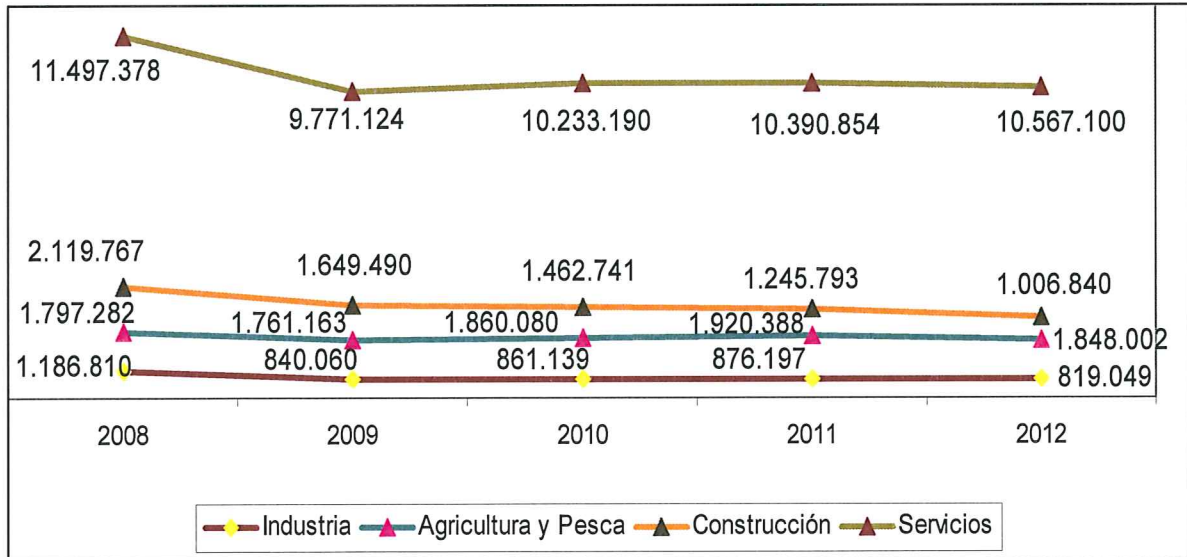 11.497.378
9.771.124 10.233.190 10.390.854 10.567.100
2.119.767 1.649.490 1.462.741 1.245.793 1.006.840
1.797.282 1.761.163 1.860.080 1.920.388 1.848.002
1.186.810 840.060 861.139 876.197 819.049
2008 2009 2010 2011 2012
Industria Agricultura y Pesca Construcción Servicios